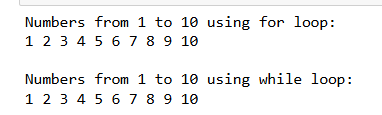 Numbers from 1 to 10 using for loop:
1 2 3 4 5 6 7 8 9 10
Numbers from 1 to 10 using while loop:
1 2 3 4 5 6 7 8 9 10